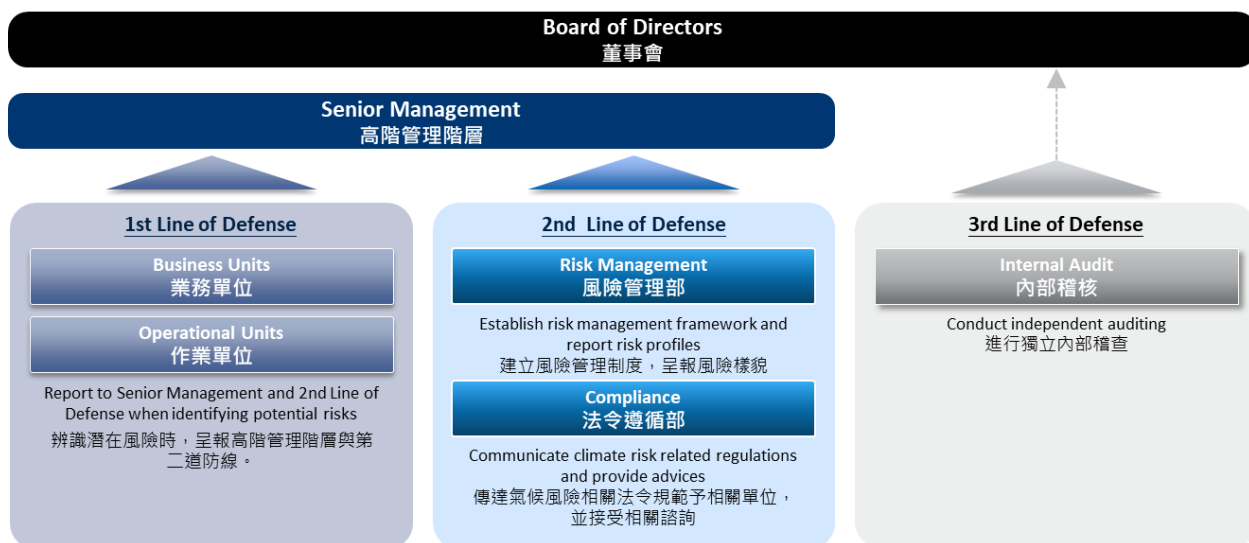 Board of Directors
董事會
Senior Management
高階管理階層
1st Line of Defense
Business Units
業務單位
Operational Units
作業單位
Report to Senior Management and 2nd Line of
Defense when identifying potential risks
辨識潛在風險時，呈報高階管理階層與第
二道防線。
2nd Line of Defense
Risk Management
風險管理部
Establish risk management framework and
report risk profiles
建立風險管理制度，呈報風險樣貌
Compliance
法令遵循部
Communicate climate risk related regulations
and provide advices
傳達氣候風險相關法令規範予相關單位，
並接受相關諮詢
3rd Line of Defense
Internal Audit
內部稽核
Conduct independent auditing
進行獨立內部稽查